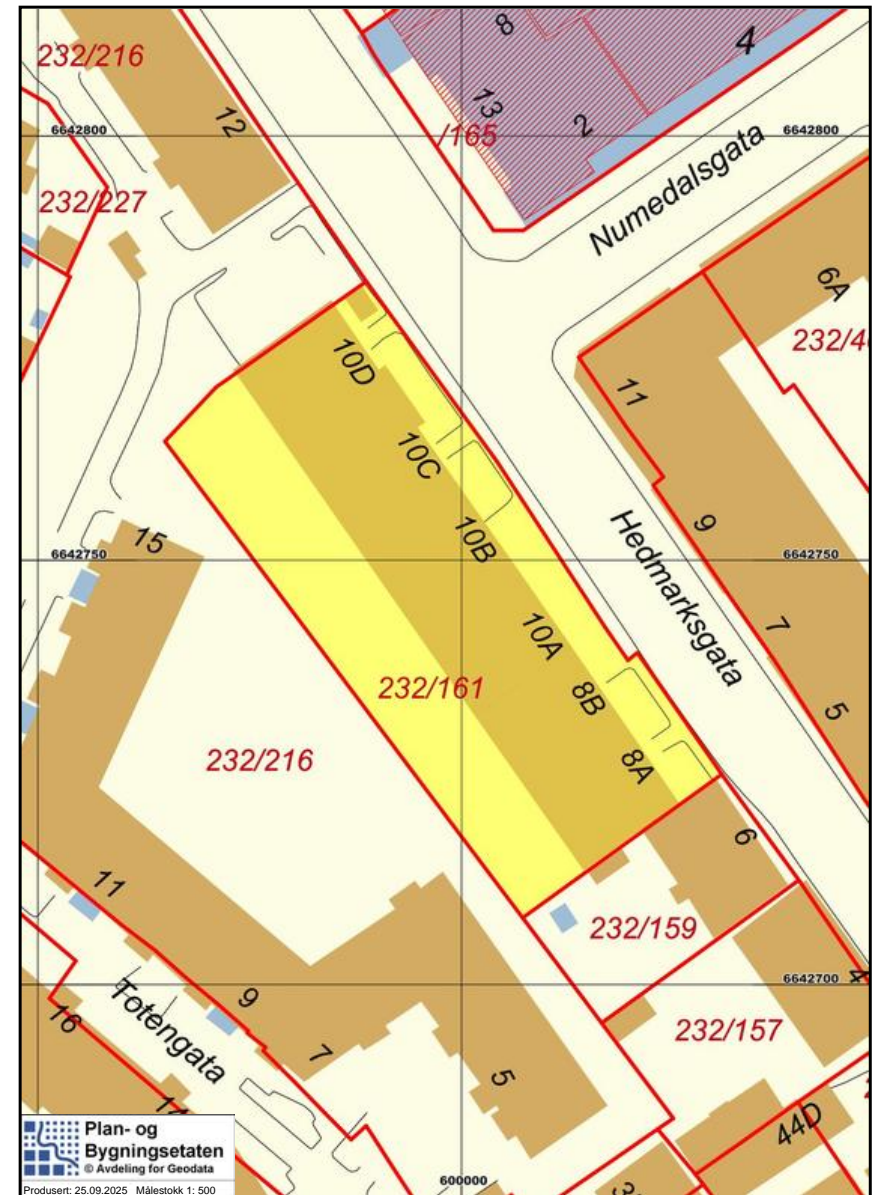 232/216
8
4
12
13
/165
2
6642800
6642800
Numedalsgata
232/227
6A
232/4
10D
11
10C
9
10B
Hedmarksgata
15
6642750
6642750
10A
7
232/161
8B
5
232/216
8A
6
11
232/159
6642700
4
9
Totengata
16
232/157
7
5
14
44D
Plan- og
Bygningsetaten
© Avdeling for Geodata
600000
Produsert: 25.09.2025 Målestokk 1: 500